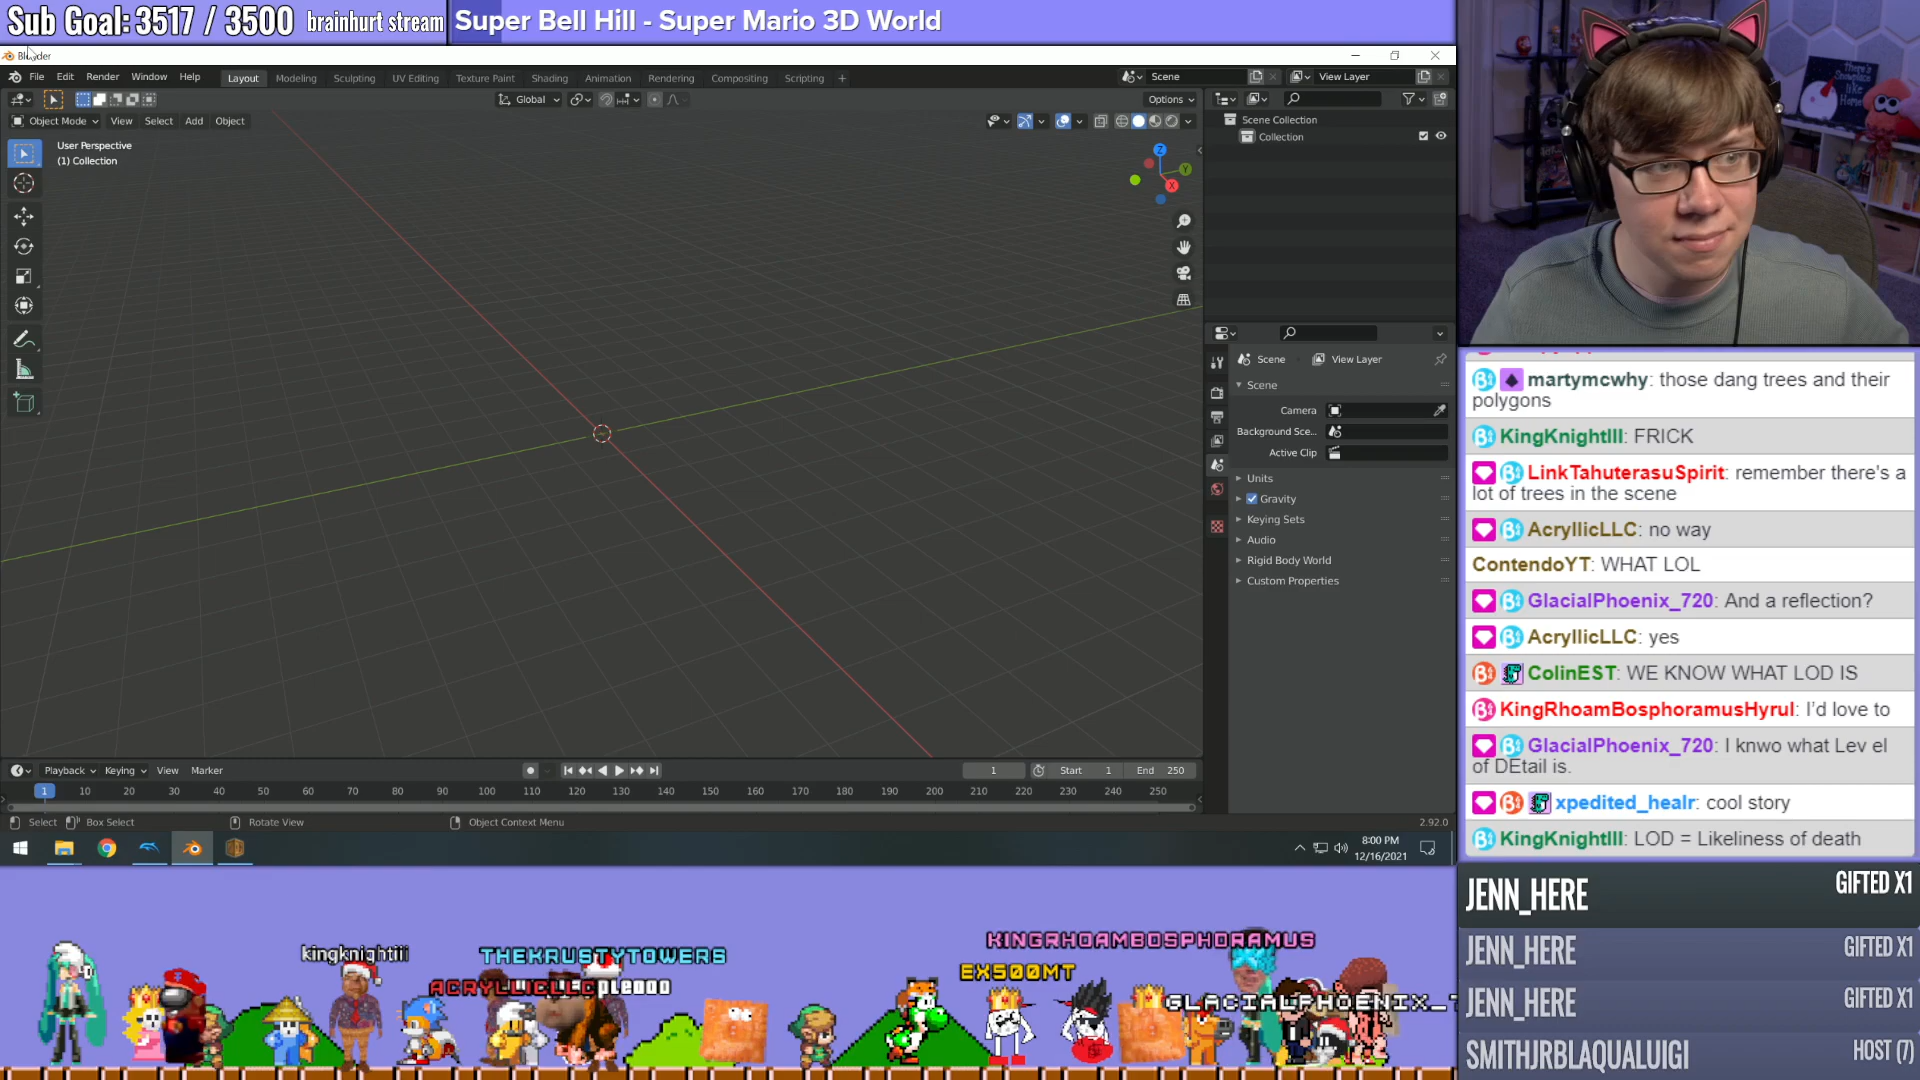 Sub Goal: 3517 / 3500 brainhurt stream
Super Bell Hill - Super Mario 3D World
Blender
File Edit Render Window Help
Layout Modeling Sculpting UV Editing Texture Paint Shading Animation Rendering Compositing Scripting +
Scene
View Layer
Global
Options
Object Mode View Select Add Object
User Perspective
(1) Collection
Z
Y
X
Scene Collection
Collection
Scene View Layer
Scene
Camera
Background Sce...
Active Clip
Units
Gravity
Keying Sets
Audio
Rigid Body World
Custom Properties
Playback Keying View Marker
1 Start 1 End 250
1 10 20 30 40 50 60 70 80 90 100 110 120 130 140 150 160 170 180 190 200 210 220 230 240 250
Select Box Select Rotate View Object Context Menu
2.92.0
8:00 PM
12/16/2021
There's
Snowplace
like
Home
martymcwhy: those dang trees and their
polygons
KingKnightIII: FRICK
LinkTahuterasuSpirit: remember there's a
lot of trees in the scene
AcryllicLLC: no way
ContendoYT: WHAT LOL
GlacialPhoenix_720: And a reflection?
AcryllicLLC: yes
ColinEST: WE KNOW WHAT LOD IS
KingRhoamBosphoramusHyrul: I'd love to
GlacialPhoenix_720: I knwo what Lev el
of DEtail is.
xpedited_healr: cool story
KingKnightIII: LOD = Likeliness of death
JENN_HERE GIFTED X1
JENN_HERE GIFTED X1
JENN_HERE GIFTED X1
SMITHJRBLAQUALUIGI HOST (7)
kingknightiii
THEKRUSTYTOWERS
ACRYLLICLLC
KINGRHOAMBOSPHORAMUS
EX500MT
GLACIALPHOENIX_7